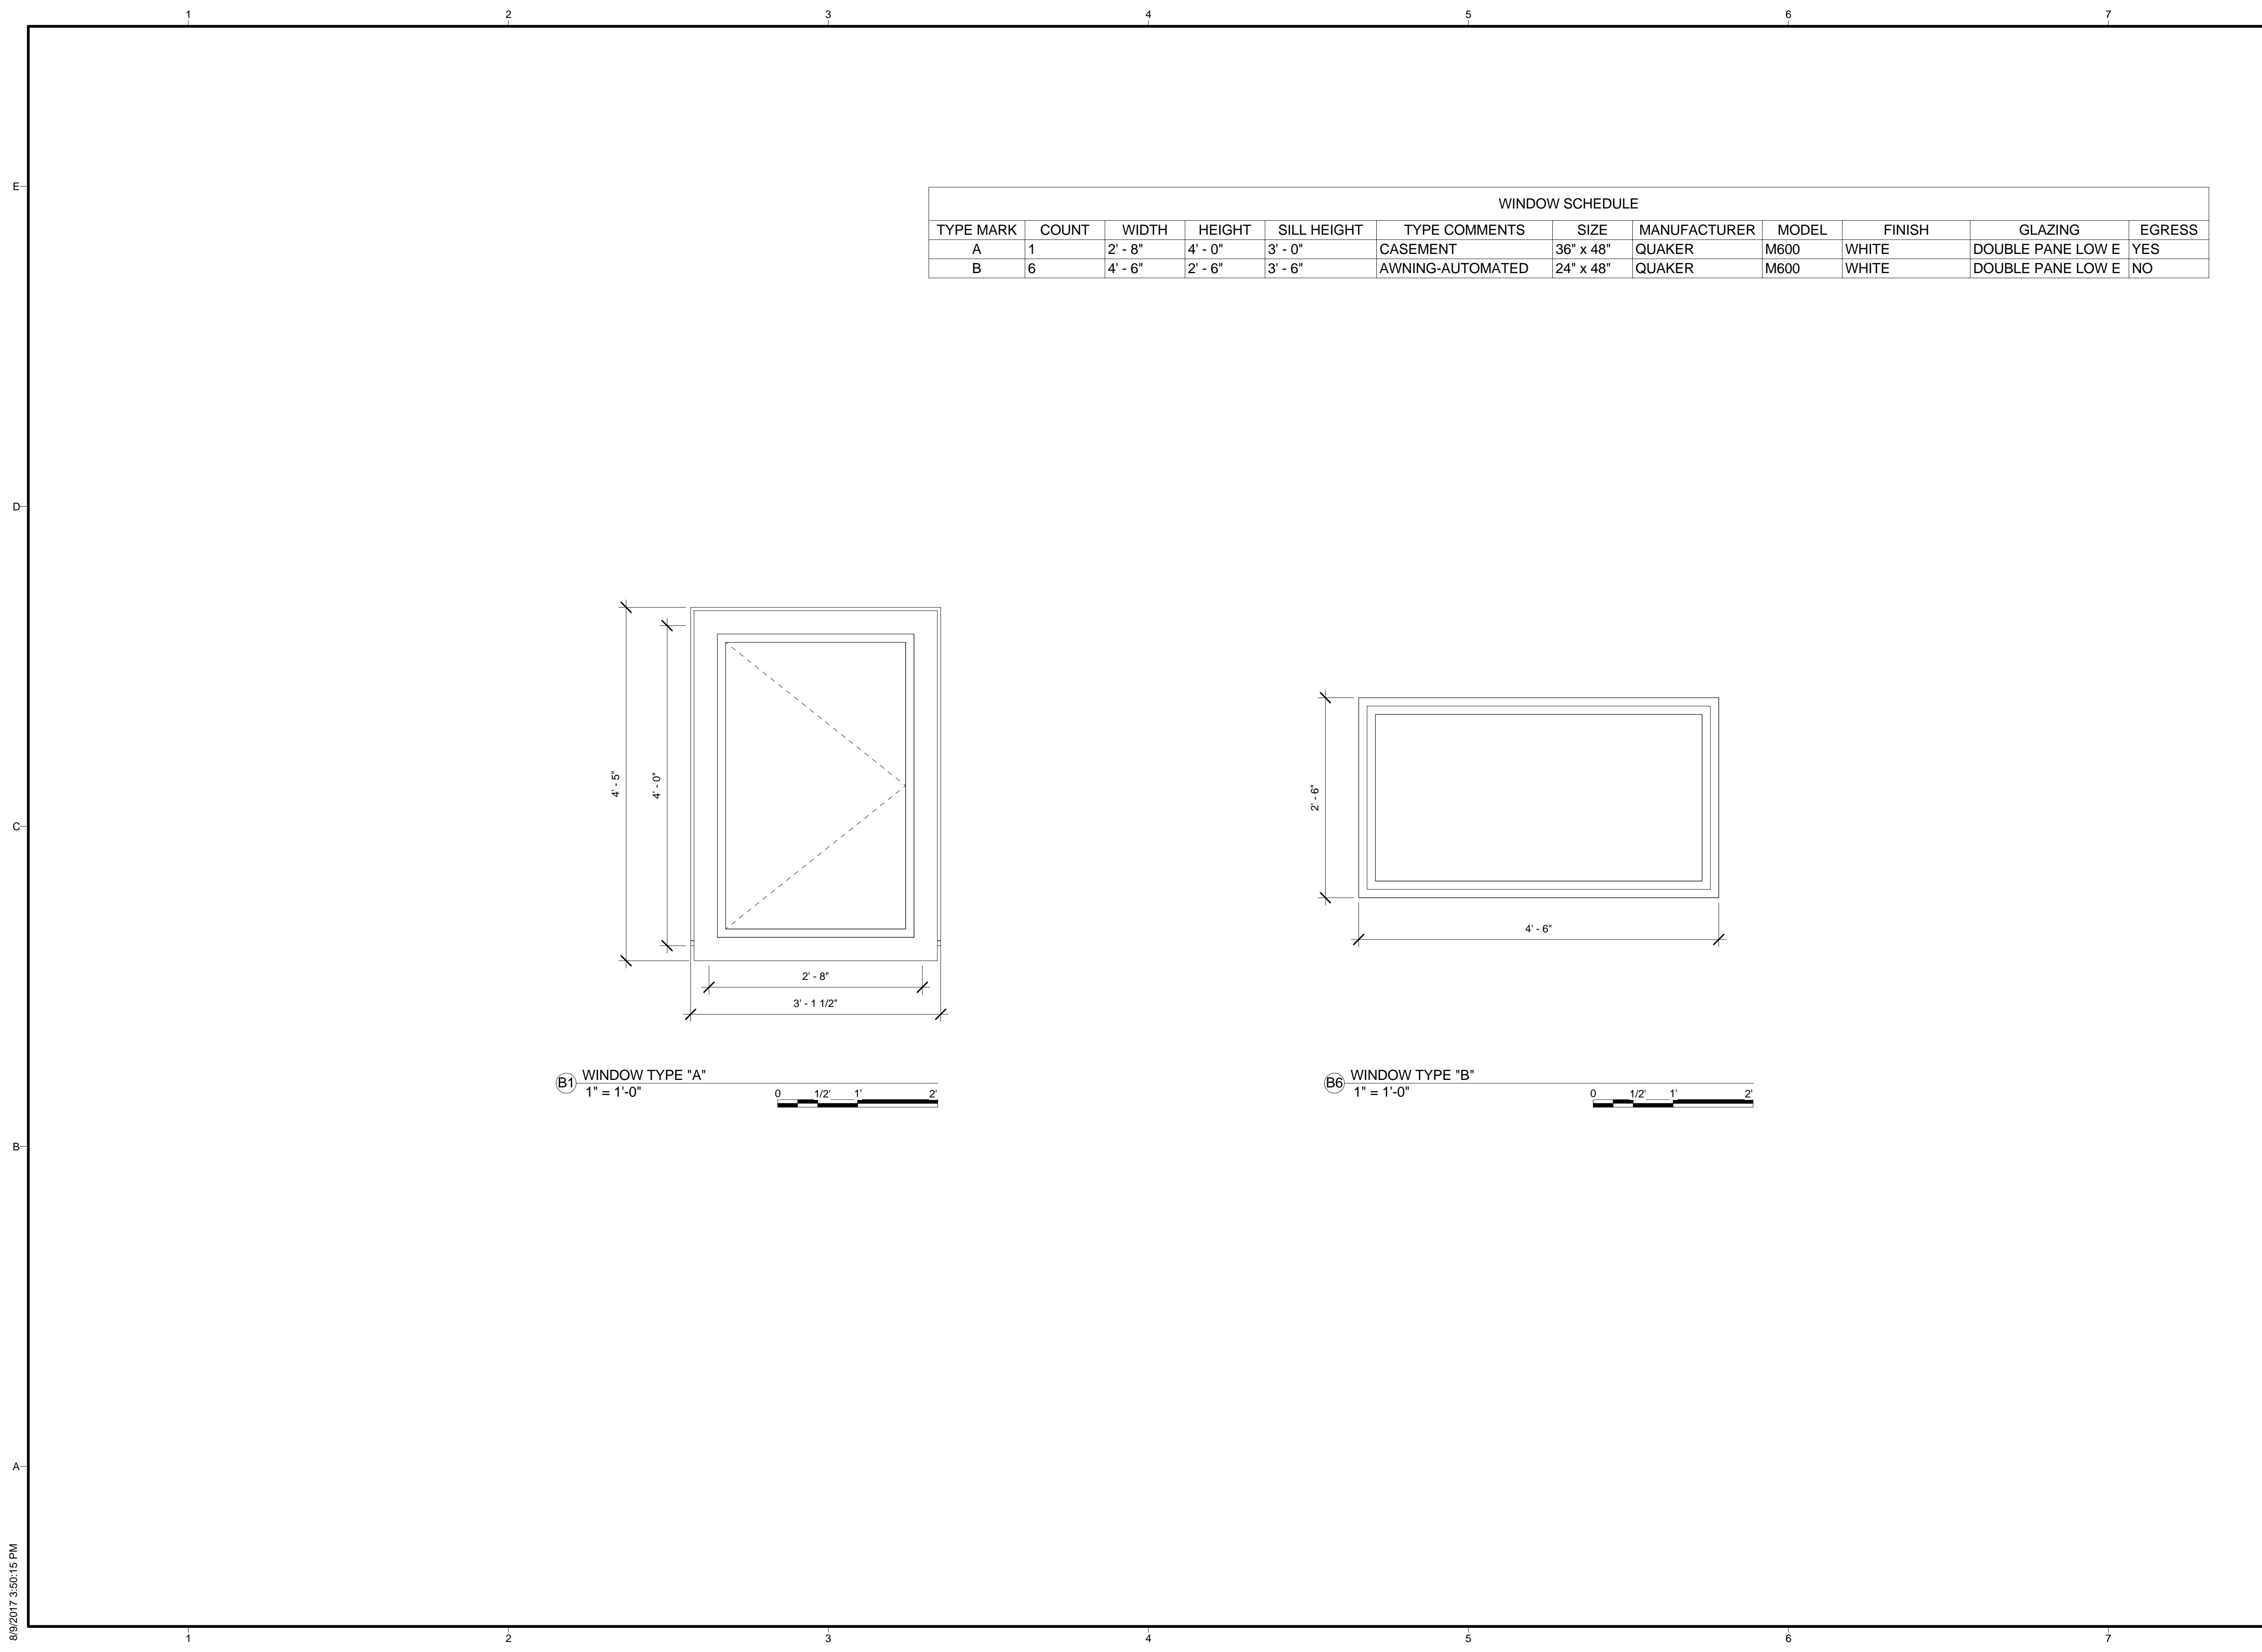 1 2 3 4 5 6 7
E
WINDOW SCHEDULE
TYPE MARK COUNT WIDTH HEIGHT SILL HEIGHT TYPE COMMENTS SIZE MANUFACTURER MODEL FINISH GLAZING EGRESS
A 1 2' - 8" 4' - 0" 3' - 0" CASEMENT 36" x 48" QUAKER M600 WHITE DOUBLE PANE LOW E YES
B 6 4' - 6" 2' - 6" 3' - 6" AWNING-AUTOMATED 24" x 48" QUAKER M600 WHITE DOUBLE PANE LOW E NO
D
4' - 5"
4' - 0"
2' - 8"
3' - 1 1/2"
2' - 6"
4' - 6"
C
B1 WINDOW TYPE "A"
1" = 1'-0"
0 1/2' 1' 2'
B6 WINDOW TYPE "B"
1" = 1'-0"
0 1/2' 1' 2'
B
A
8/9/2017 3:50:15 PM
1 2 3 4 5 6 7